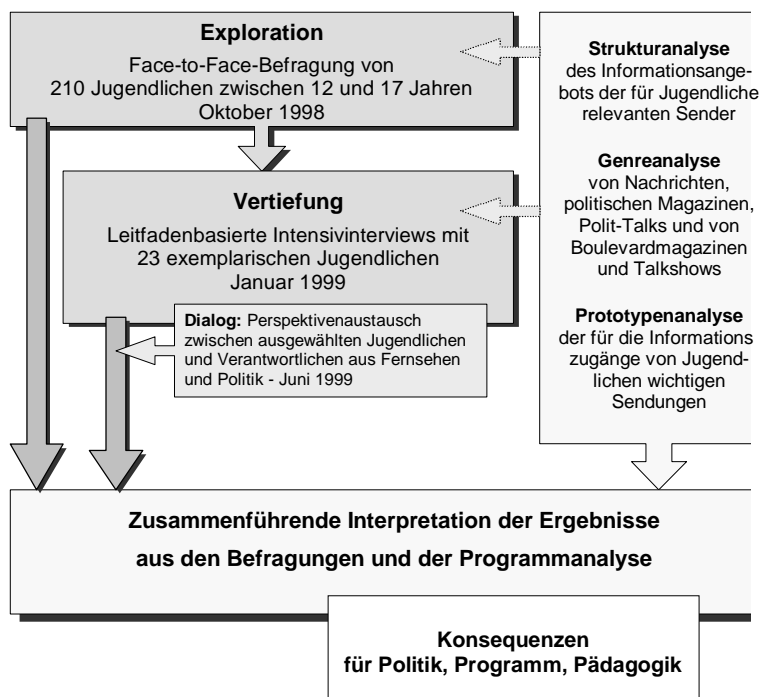 Exploration
Face-to-Face-Befragung von
210 Jugendlichen zwischen 12 und 17 Jahren
Oktober 1998
Vertiefung
Leitfadenbasierte Intensivinterviews mit
23 exemplarischen Jugendlichen
Januar 1999
Dialog: Perspektivenaustausch
zwischen ausgewählten Jugendlichen
und Verantwortlichen aus Fernsehen
und Politik - Juni 1999
Strukturanalyse
des Informationsange-
bots der für Jugendliche
relevanten Sender
Genreanalyse
von Nachrichten,
politischen Magazinen,
Polit-Talks und von
Boulevardmagazinen
und Talkshows
Prototypenanalyse
der für die Informations
zugänge von Jugend-
lichen wichtigen
Sendungen
Zusammenführende Interpretation der Ergebnisse
aus den Befragungen und der Programmanalyse
Konsequenzen
für Politik, Programm, Pädagogik